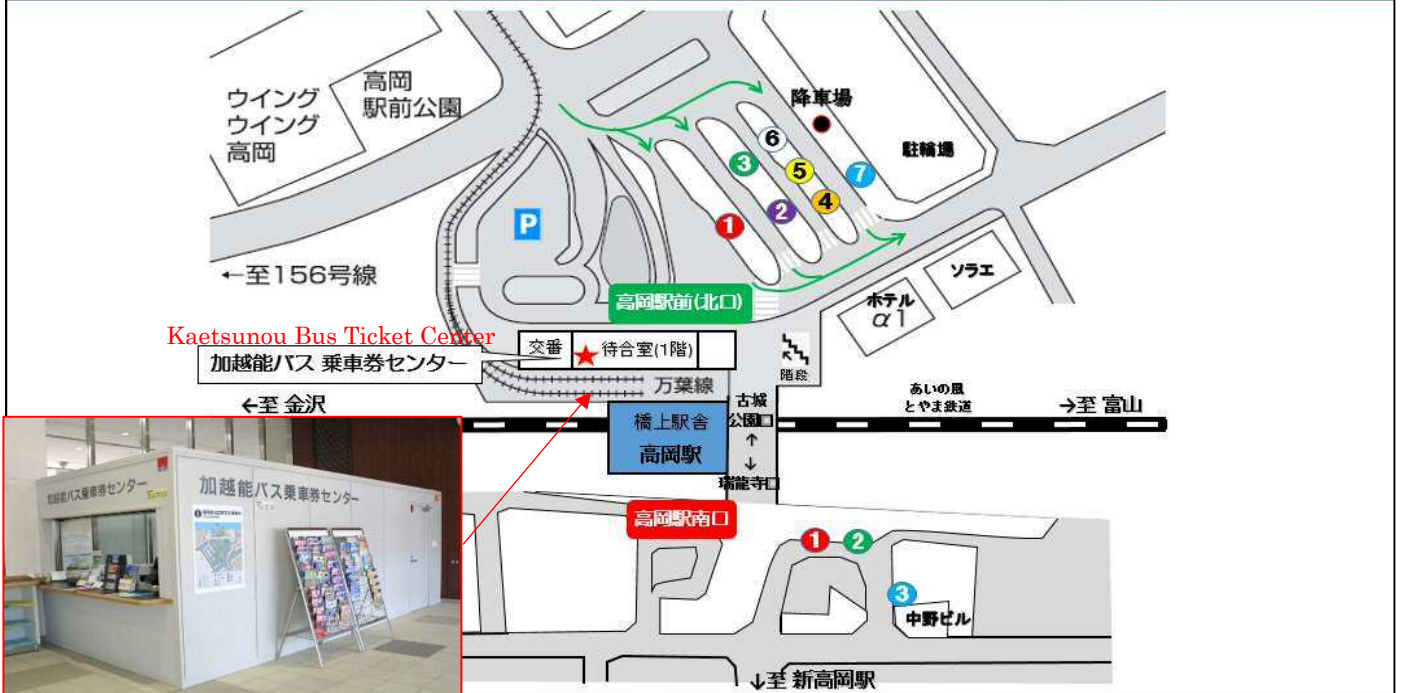 ウイング
ウイング
高岡
高岡
駅前公園
降車場
駐輪場
6
3
5
7
1
2
4
P
←至156号線
ソラエ
ホテル
α1
高岡駅前(北口)
Kaetsunou Bus Ticket Center
加越能バス 乗車券センター
交番
★待合室(1階)
階段
万葉線
←至 金沢
あいの風
とやま鉄道
→至 富山
古城
公園口
↑
↓
瑞龍寺口
橋上駅舎
高岡駅
加越能バス乗車券センター
加越能バス乗車券センター
高岡駅南口
1
2
3
中野ビル
↓至 新高岡駅